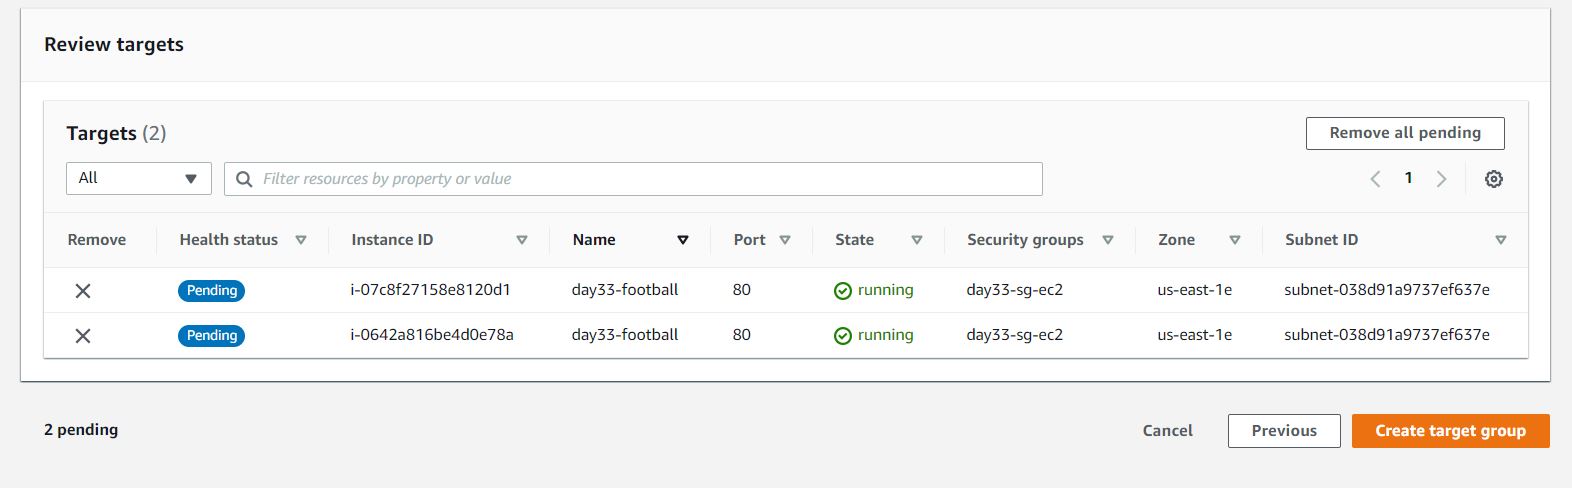 Review targets
Targets (2)
Remove all pending
All
Filter resources by property or value
1
Remove Health status Instance ID Name Port State Security groups Zone Subnet ID
Pending i-07c8f27158e8120d1 day33-football 80 running day33-sg-ec2 us-east-1e subnet-038d91a9737ef637e
Pending i-0642a816be4d0e78a day33-football 80 running day33-sg-ec2 us-east-1e subnet-038d91a9737ef637e
2 pending
Cancel Previous Create target group